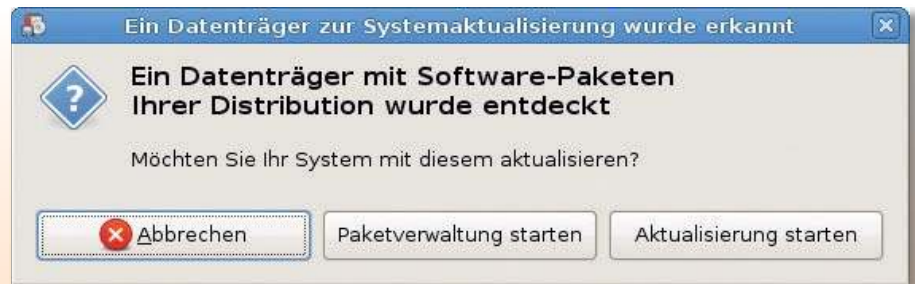 Ein Datenträger zur Systemaktualisierung wurde erkannt
Ein Datenträger mit Software-Paketen
Ihrer Distribution wurde entdeckt
Möchten Sie Ihr System mit diesem aktualisieren?
Abbrechen
Paketverwaltung starten
Aktualisierung starten